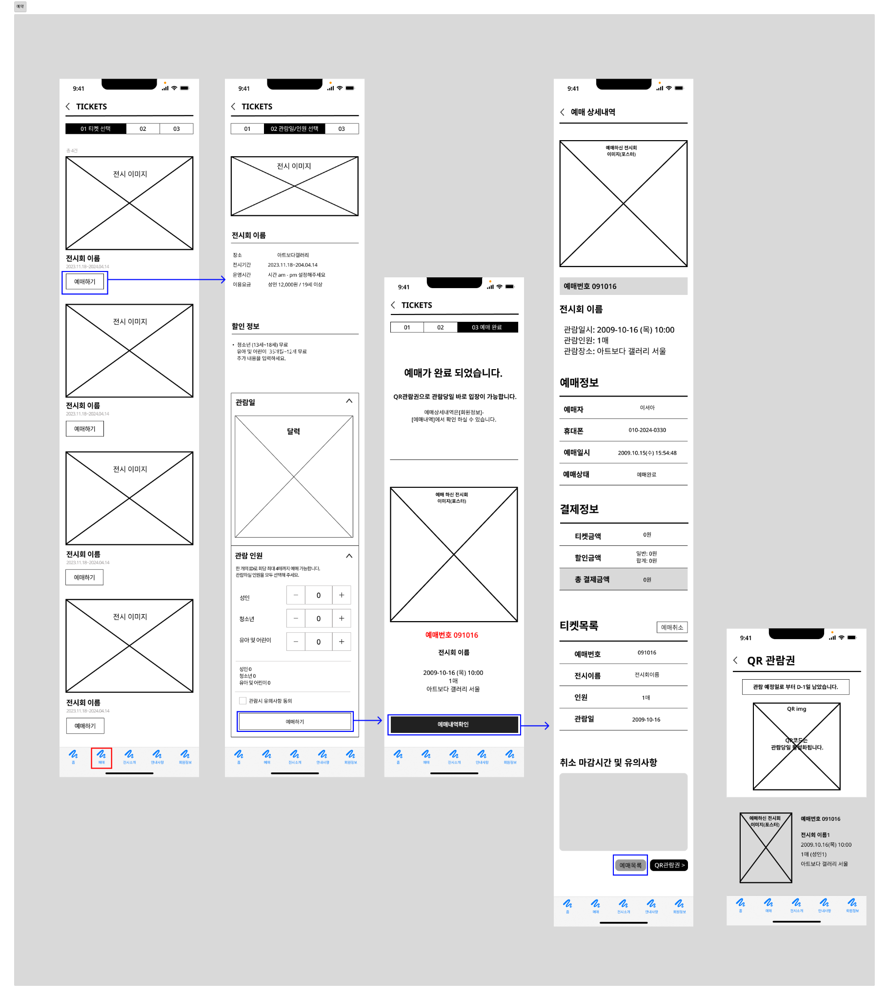 예약
9:41
TICKETS
01 티켓 선택
02
03
총 4건
전시 이미지
전시회 이름
2023.11.18~2024.04.14
예매하기
전시 이미지
전시회 이름
2023.11.18~2024.04.14
예매하기
전시 이미지
전시회 이름
2023.11.18~2024.04.14
예매하기
전시 이미지
전시회 이름
2023.11.18~2024.04.14
예매하기
홈
예매
전시소개
안내사항
회원정보
9:41
TICKETS
01
02 관람일/인원 선택
03
전시 이미지
전시회 이름
장소 아트보다갤러리
전시기간 2023.11.18~204.04.14
운영시간 시간 am - pm 설정해주세요
이용요금 성인 12,000원 / 19세 이상
할인 정보
• 청소년 (13세~18세) 무료
유아 및 어린이 35개월~12세 무료
추가 내용을 입력하세요.
관람일
달력
관람 인원
한 개의 ID로 회당 최대 4매까지 예매 가능합니다.
관람하실 인원을 모두 선택해 주세요.
성인 − 0 +
청소년 − 0 +
유아 및 어린이 − 0 +
성인 0
청소년 0
유아 및 어린이 0
관람시 유의사항 동의
예매하기
홈
예매
전시소개
안내사항
회원정보
9:41
TICKETS
01
02
03 예매 완료
예매가 완료 되었습니다.
QR관람권으로 관람당일 바로 입장이 가능합니다.
예매상세내역은[회원정보]-
[예매내역]에서 확인 하실 수 있습니다.
예매 하신 전시회
이미지(포스터)
예매번호 091016
전시회 이름
2009-10-16 (목) 10:00
1매
아트보다 갤러리 서울
예매내역확인
홈
예매
전시소개
안내사항
회원정보
9:41
예매 상세내역
예매하신 전시회
이미지(포스터)
예매번호 091016
전시회 이름
관람일시: 2009-10-16 (목) 10:00
관람인원: 1매
관람장소: 아트보다 갤러리 서울
예매정보
예매자 이서아
휴대폰 010-2024-0330
예매일시 2009.10.15(수) 15:54:48
예매상태 예매완료
결제정보
티켓금액 0원
할인금액 일반: 0원
합계: 0원
총 결제금액 0원
티켓목록 예매취소
예매번호 091016
전시이름 전시회이름
인원 1매
관람일 2009-10-16
취소 마감시간 및 유의사항
예매목록
QR관람권 >
홈
예매
전시소개
안내사항
회원정보
9:41
QR 관람권
관람 예정일로 부터 D-1일 남았습니다.
QR img
QR코드는
관람당일 활성화됩니다.
예매하신 전시회
이미지(포스터)
예매번호 091016
전시회 이름1
2009.10.16(목) 10:00
1매 (성인1)
아트보다 갤러리 서울
홈
예매
전시소개
안내사항
회원정보